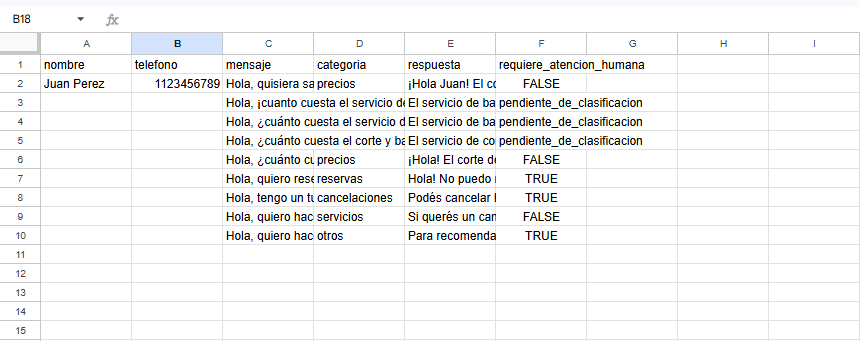 B18 fx
A B C D E F G H I
1 nombre telefono mensaje categoria respuesta requiere_atencion_humana
2 Juan Perez 1123456789 Hola, quisiera sa precios ¡Hola Juan! El co FALSE
3 Hola, ¡cuanto cuesta el servicio de El servicio de ba pendiente_de_clasificacion
4 Hola, ¿cuánto cuesta el servicio d El servicio de ba pendiente_de_clasificacion
5 Hola, ¿cuánto cuesta el corte y ba El servicio de co pendiente_de_clasificacion
6 Hola, ¿cuánto cu precios ¡Hola! El corte de FALSE
7 Hola, quiero rese reservas Hola! No puedo TRUE
8 Hola, tengo un tu cancelaciones Podés cancelar TRUE
9 Hola, quiero hac servicios Si querés un can FALSE
10 Hola, quiero hac otros Para recomenda TRUE
11
12
13
14
15